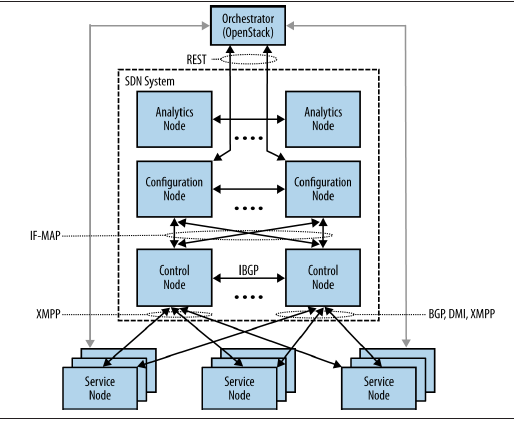 Orchestrator
(OpenStack)
REST
SDN System
Analytics
Node
Analytics
Node
Configuration
Node
Configuration
Node
IF-MAP
Control
Node
IBGP
Control
Node
XMPP
BGP, DMI, XMPP
Service
Node
Service
Node
Service
Node